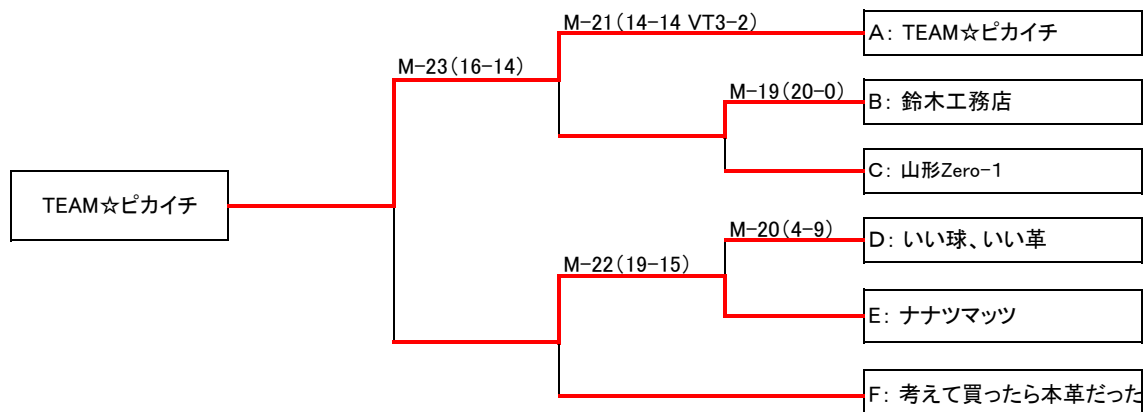 M-21(14-14 VT3-2)
A: TEAM☆ピカイチ
M-23(16-14)
M-19(20-0)
B: 鈴木工務店
C: 山形Zero-1
TEAM☆ピカイチ
M-20(4-9)
D: いい球、いい革
M-22(19-15)
E: ナナツマッツ
F: 考えて買ったら本革だった